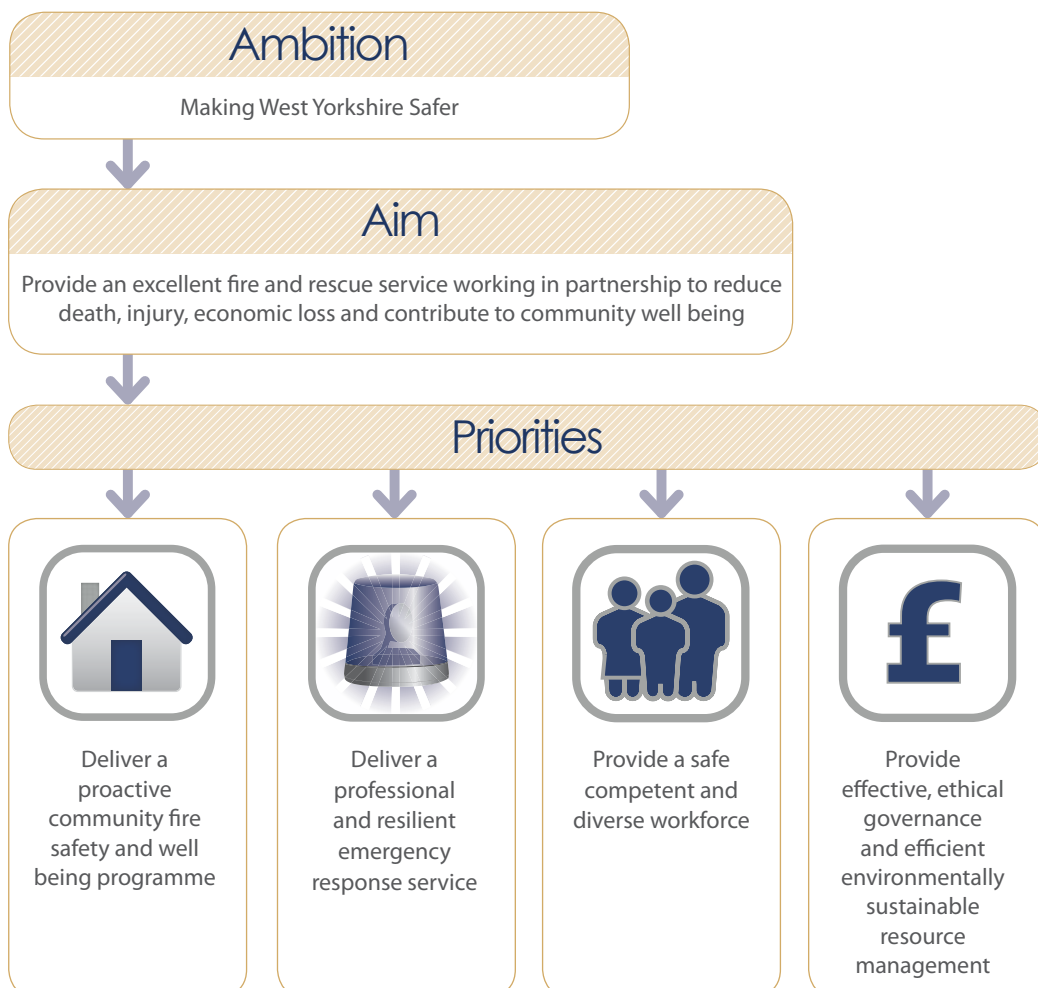 Ambition
Making West Yorkshire Safer
Aim
Provide an excellent fire and rescue service working in partnership to reduce
death, injury, economic loss and contribute to community well being
Priorities
Deliver a
proactive
community fire
safety and well
being programme
Deliver a
professional
and resilient
emergency
response service
Provide a safe
competent and
diverse workforce
£
Provide
effective, ethical
governance
and efficient
environmentally
sustainable
resource
management